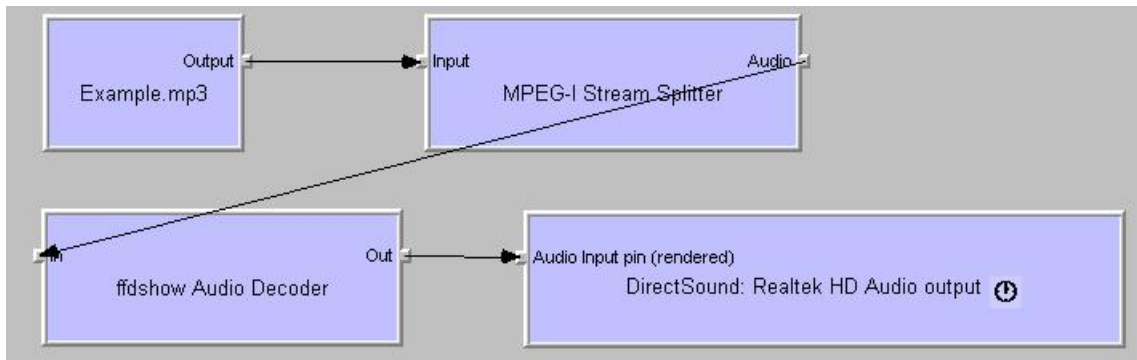 Output
Example.mp3
Input
Audio
MPEG-I Stream Splitter
In
Out
ffdshow Audio Decoder
Audio Input pin (rendered)
DirectSound: Realtek HD Audio output